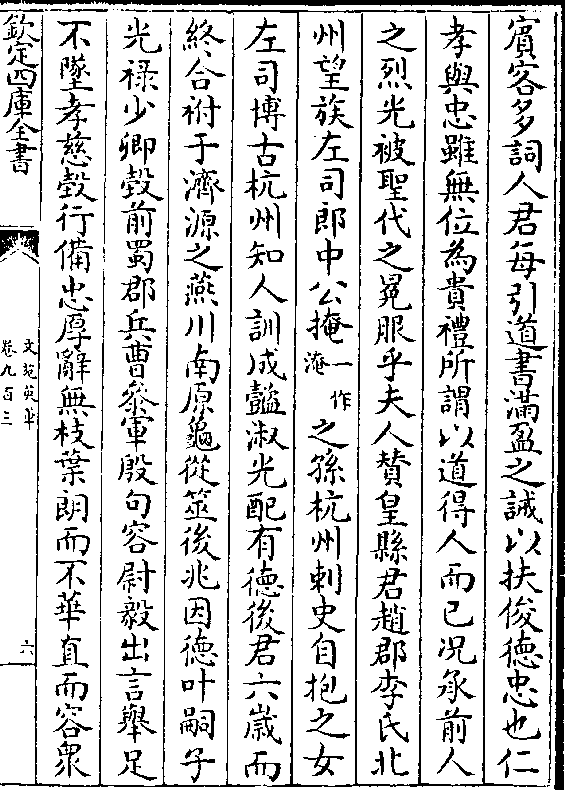 賓客多詞人君每引道書滿盈之誡以扶俊德忠也仁
孝與忠雖無位為貴禮所謂以道得人而已况承前人
之烈光被聖代之冕服乎夫人賛皇縣君趙郡李氏北
州望族左司郎中公掩一作淹之孫杭州刺史自挹之女
左司博古杭州知人訓成懿淑光配有德後君六歳而
終合祔于濟源之燕川南原龜從筮後兆因德叶嗣子
光禄少卿瑴前蜀郡兵曹叅軍殷句容尉毅出言舉足
不墜孝慈瑴行備忠厚辭無枝葉朗而不華直而容衆
欽定四庫全書
文苑英華
卷九百三
六